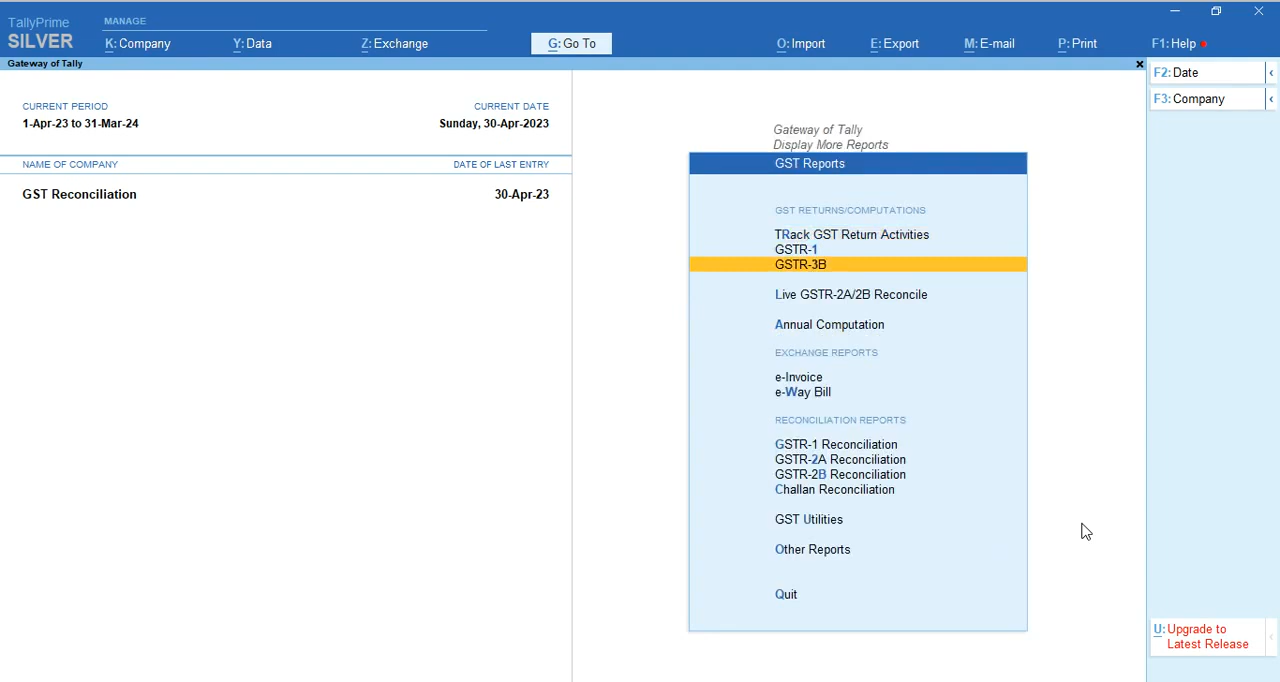 TallyPrime
SILVER
MANAGE
K: Company
Y: Data
Z: Exchange
G: Go To
O: Import
E: Export
M: E-mail
P: Print
F1: Help
Gateway of Tally
F2: Date
F3: Company
CURRENT PERIOD
CURRENT DATE
1-Apr-23 to 31-Mar-24
Sunday, 30-Apr-2023
NAME OF COMPANY
DATE OF LAST ENTRY
GST Reconciliation
30-Apr-23
Gateway of Tally
Display More Reports
GST Reports
GST RETURNS/COMPUTATIONS
TRack GST Return Activities
GSTR-1
GSTR-3B
Live GSTR-2A/2B Reconcile
Annual Computation
EXCHANGE REPORTS
e-Invoice
e-Way Bill
RECONCILIATION REPORTS
GSTR-1 Reconciliation
GSTR-2A Reconciliation
GSTR-2B Reconciliation
Challan Reconciliation
GST Utilities
Other Reports
Quit
U: Upgrade to
Latest Release